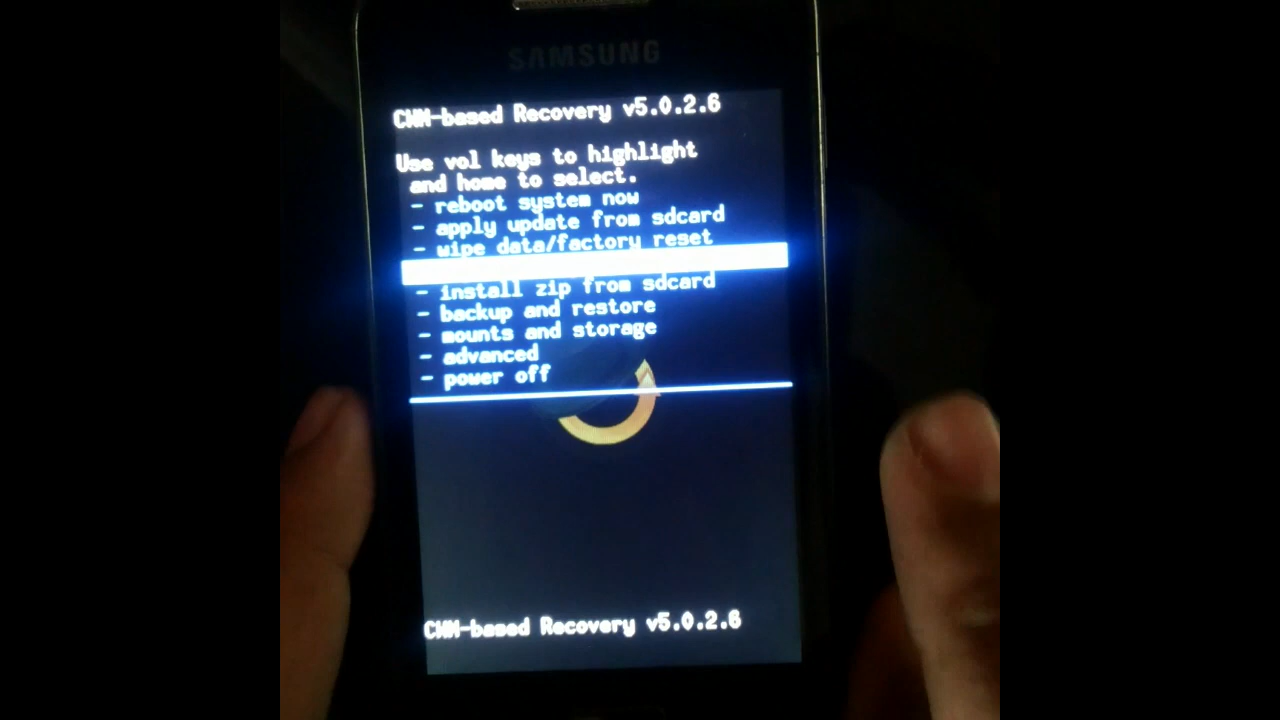 SAMSUNG
CWM-based Recovery v5.0.2.6
Use vol keys to highlight
and home to select.
- reboot system now
- apply update from sdcard
- wipe data/factory reset
- install zip from sdcard
- backup and restore
- mounts and storage
- advanced
- power off
CWM-based Recovery v5.0.2.6